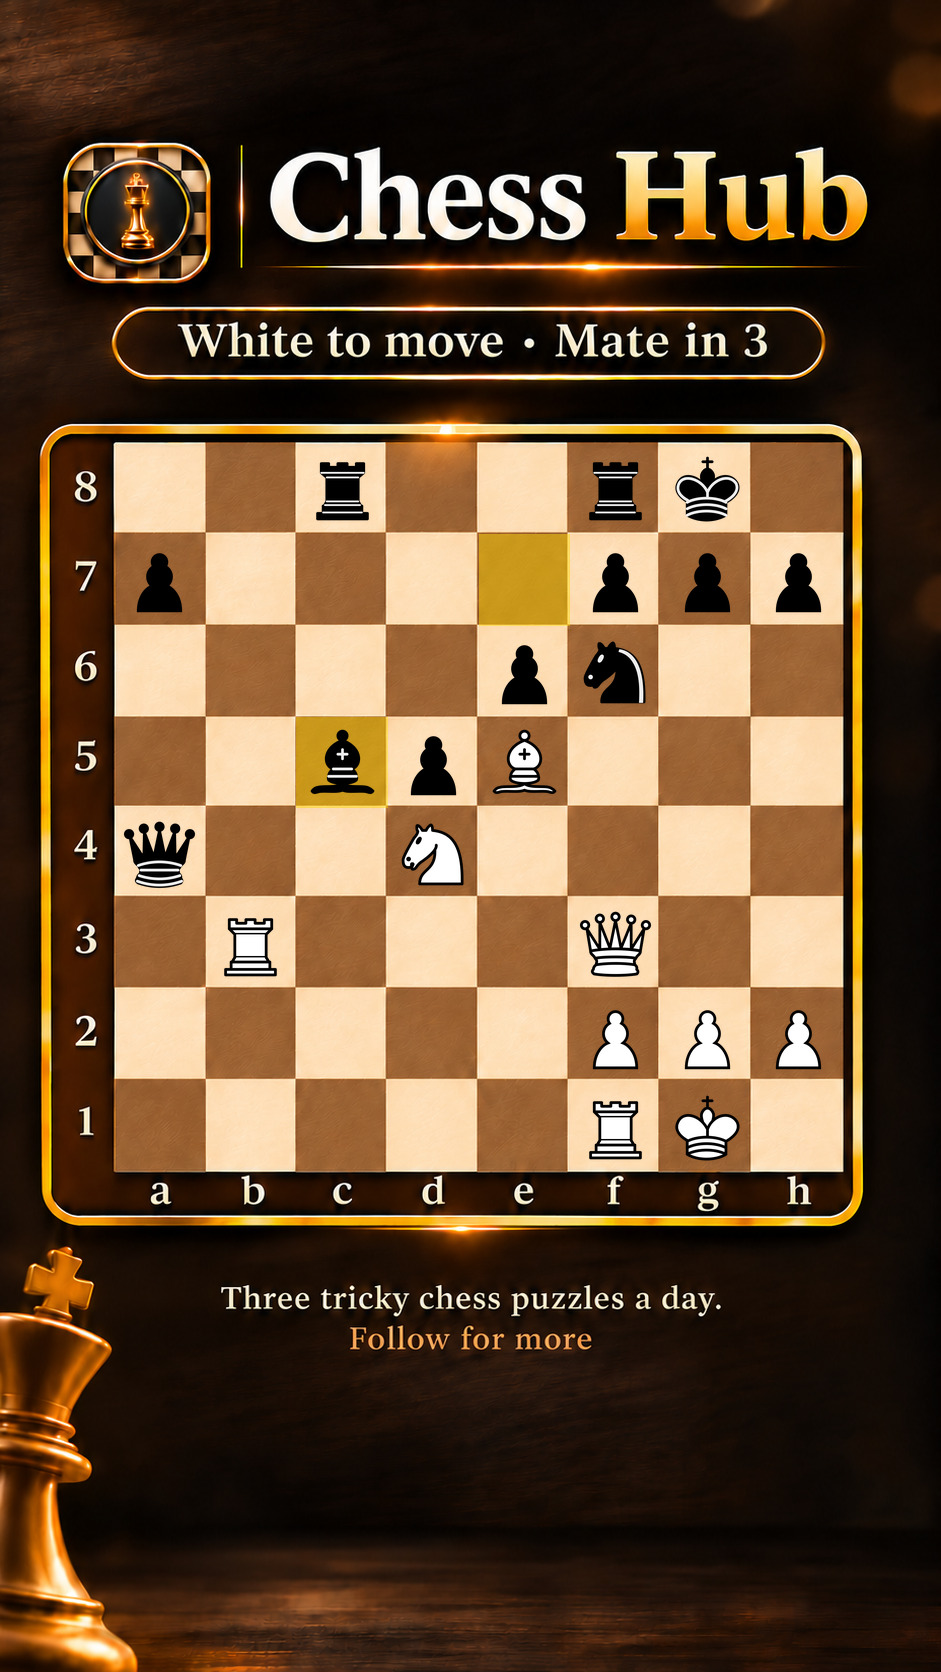 Chess Hub
White to move • Mate in 3
8
7
6
5
4
3
2
1
a b c d e f g h
Three tricky chess puzzles a day.
Follow for more